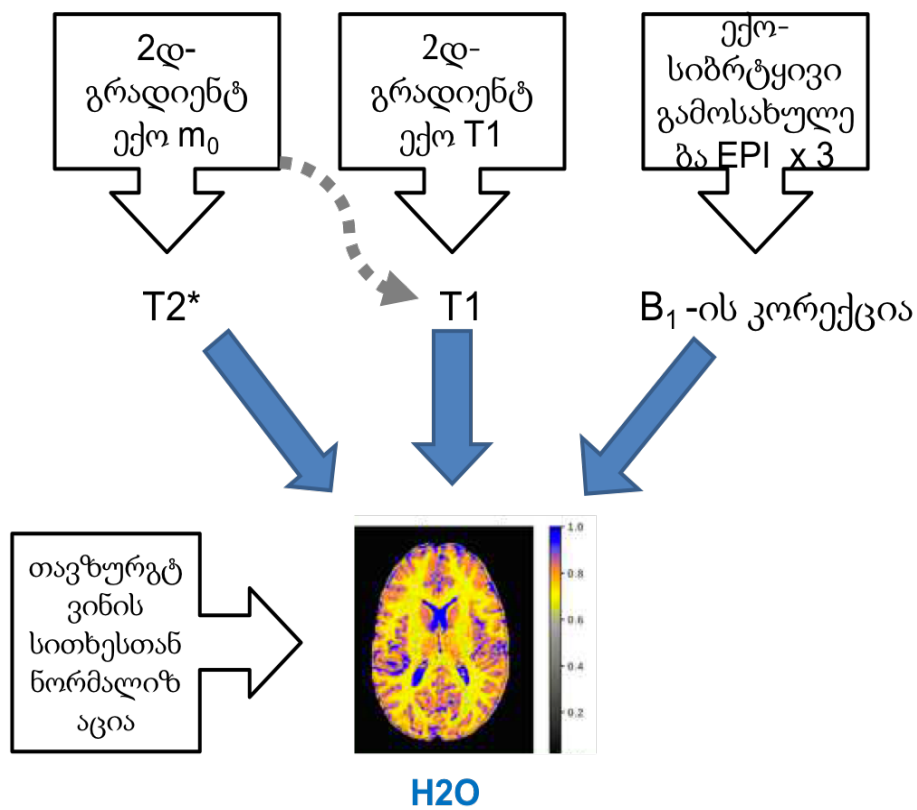 2დ-
გრადიენტ
ექო m₀
2დ-
გრადიენტ
ექო T1
ექო-
სიბრტყივი
გამოსახულე
ბა EPI x 3
T2*
T1
B₁ -ის კორექცია
თავზურგტ
ვინის
სითხესთან
ნორმალიზ
აცია
1.0
0.8
0.6
0.4
0.2
H2O